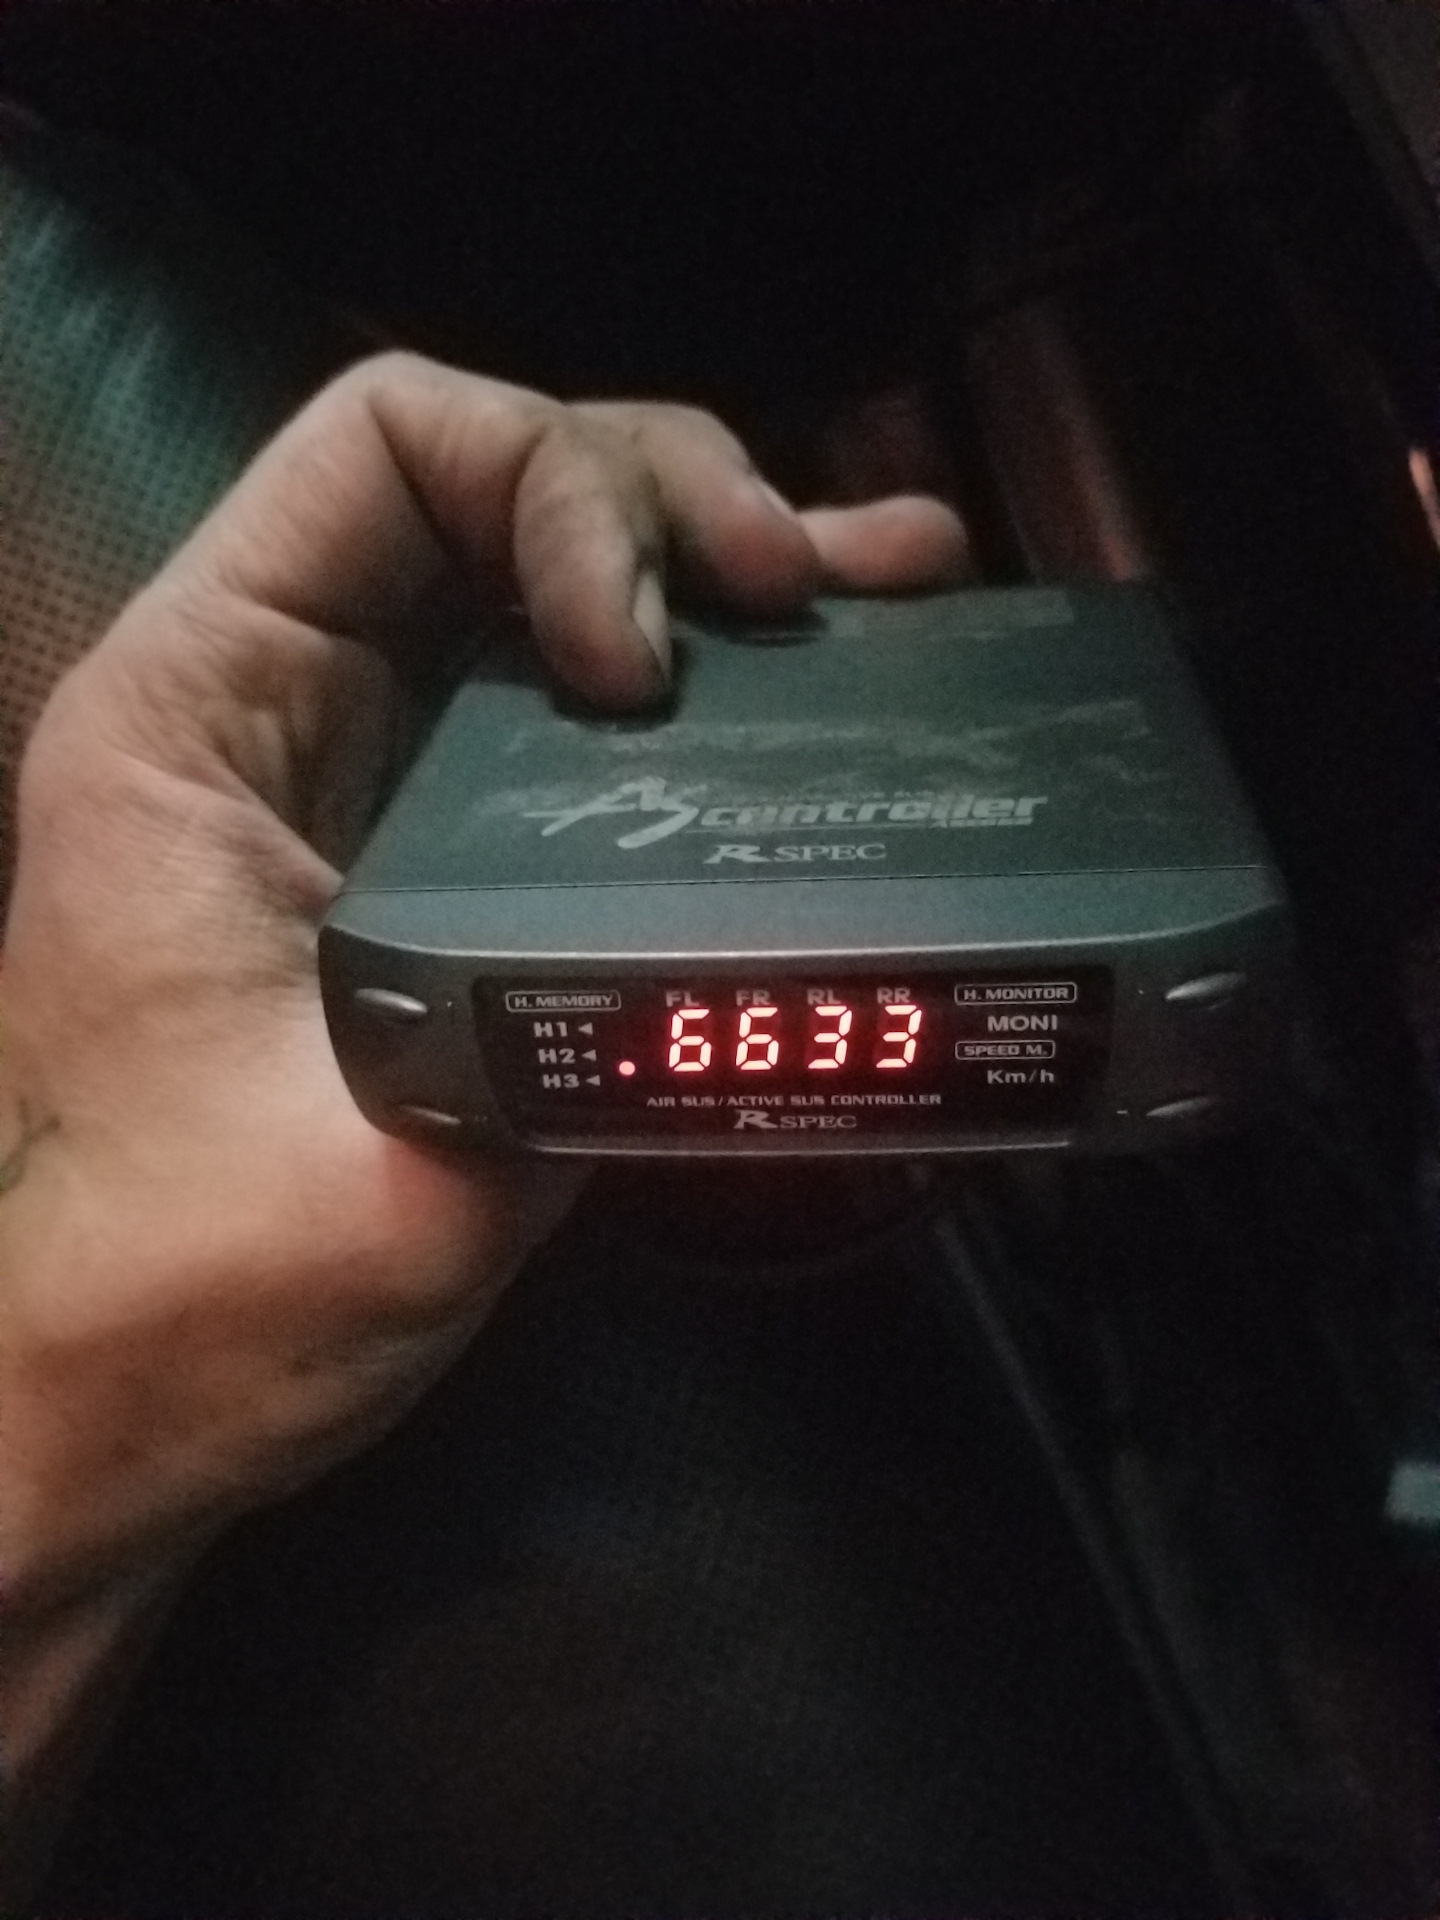 AS controller
R SPEC
H. MEMORY
FL FR RL RR
H. MONITOR
H1 ◄
H2 ◄
H3 ◄
.6633
MONI
SPEED M.
Km/h
AIR SUS/ACTIVE SUS CONTROLLER
R SPEC